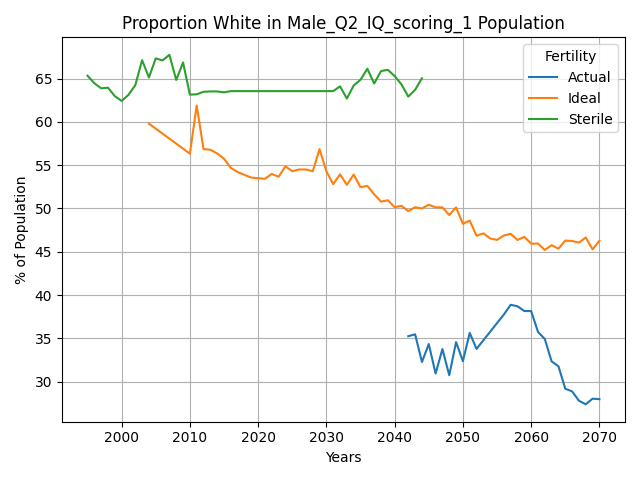 Proportion White in Male_Q2_IQ_scoring_1 Population
Fertility
Actual
Ideal
Sterile
% of Population
65
60
55
50
45
40
35
30
2000
2010
2020
2030
2040
2050
2060
2070
Years